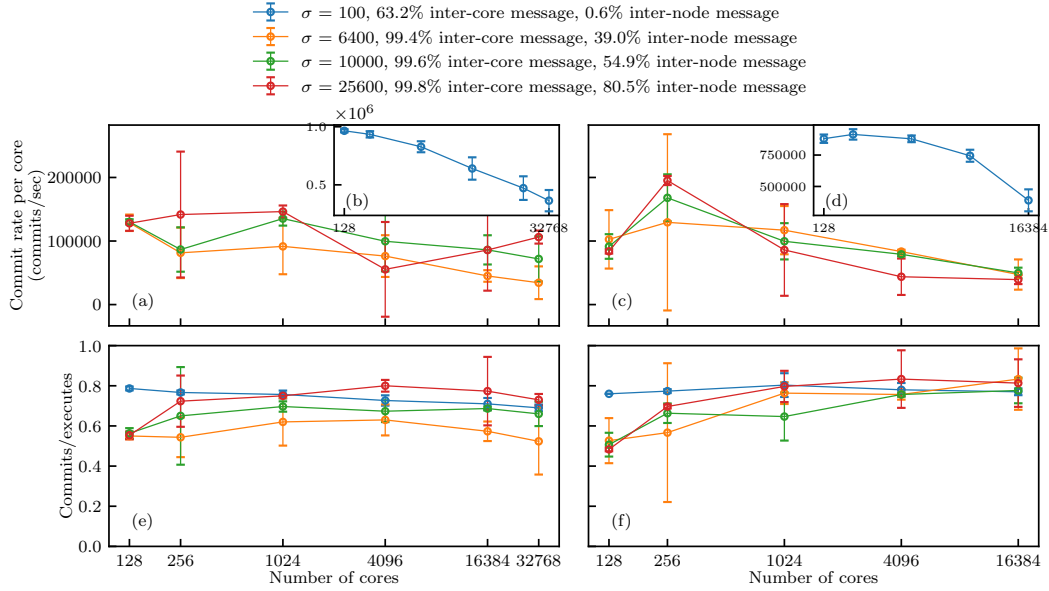 σ = 100, 63.2% inter-core message, 0.6% inter-node message
σ = 6400, 99.4% inter-core message, 39.0% inter-node message
σ = 10000, 99.6% inter-core message, 54.9% inter-node message
σ = 25600, 99.8% inter-core message, 80.5% inter-node message
×10⁶
1.0
0.5
(b)
128
32768
750000
500000
(d)
128
16384
Commit rate per core
(commits/sec)
200000
100000
0
(a)
(c)
Commits/executes
1.0
0.8
0.6
0.4
0.2
0.0
(e)
(f)
128 256 1024 4096 16384 32768
128 256 1024 4096 16384
Number of cores
Number of cores